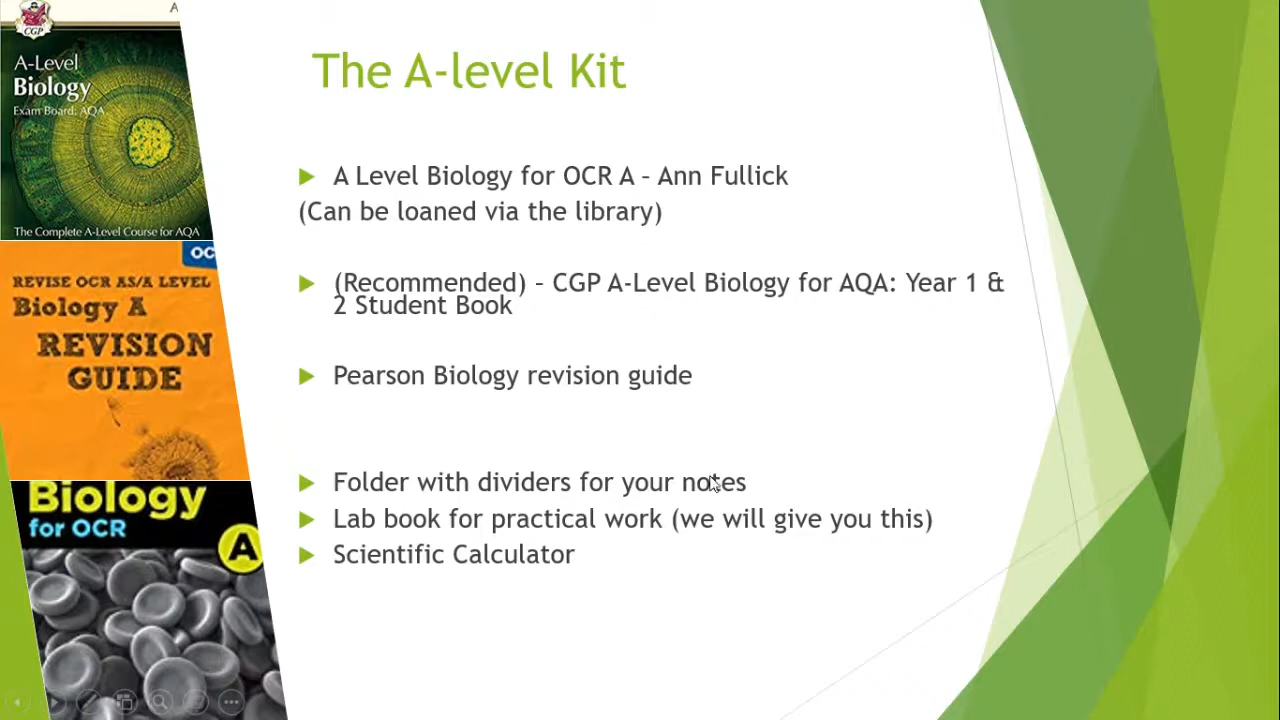 A
CGP
A-Level
Biology
Exam Board: AQA
The Complete A-Level Course for AQA
OC
REVISE OCR AS/A LEVEL
Biology A
REVISION
GUIDE
Biology
for OCR
A
The A-level Kit
A Level Biology for OCR A – Ann Fullick
(Can be loaned via the library)
(Recommended) – CGP A-Level Biology for AQA: Year 1 &
2 Student Book
Pearson Biology revision guide
Folder with dividers for your notes
Lab book for practical work (we will give you this)
Scientific Calculator